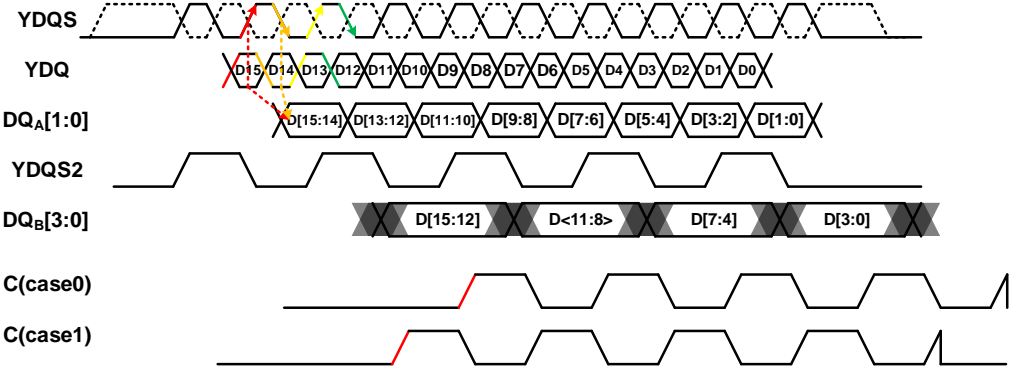 YDQS
YDQ D15 D14 D13 D12 D11 D10 D9 D8 D7 D6 D5 D4 D3 D2 D1 D0
DQA[1:0] D[15:14] D[13:12] D[11:10] D[9:8] D[7:6] D[5:4] D[3:2] D[1:0]
YDQS2
DQB[3:0] D[15:12] D<11:8> D[7:4] D[3:0]
C(case0)
C(case1)